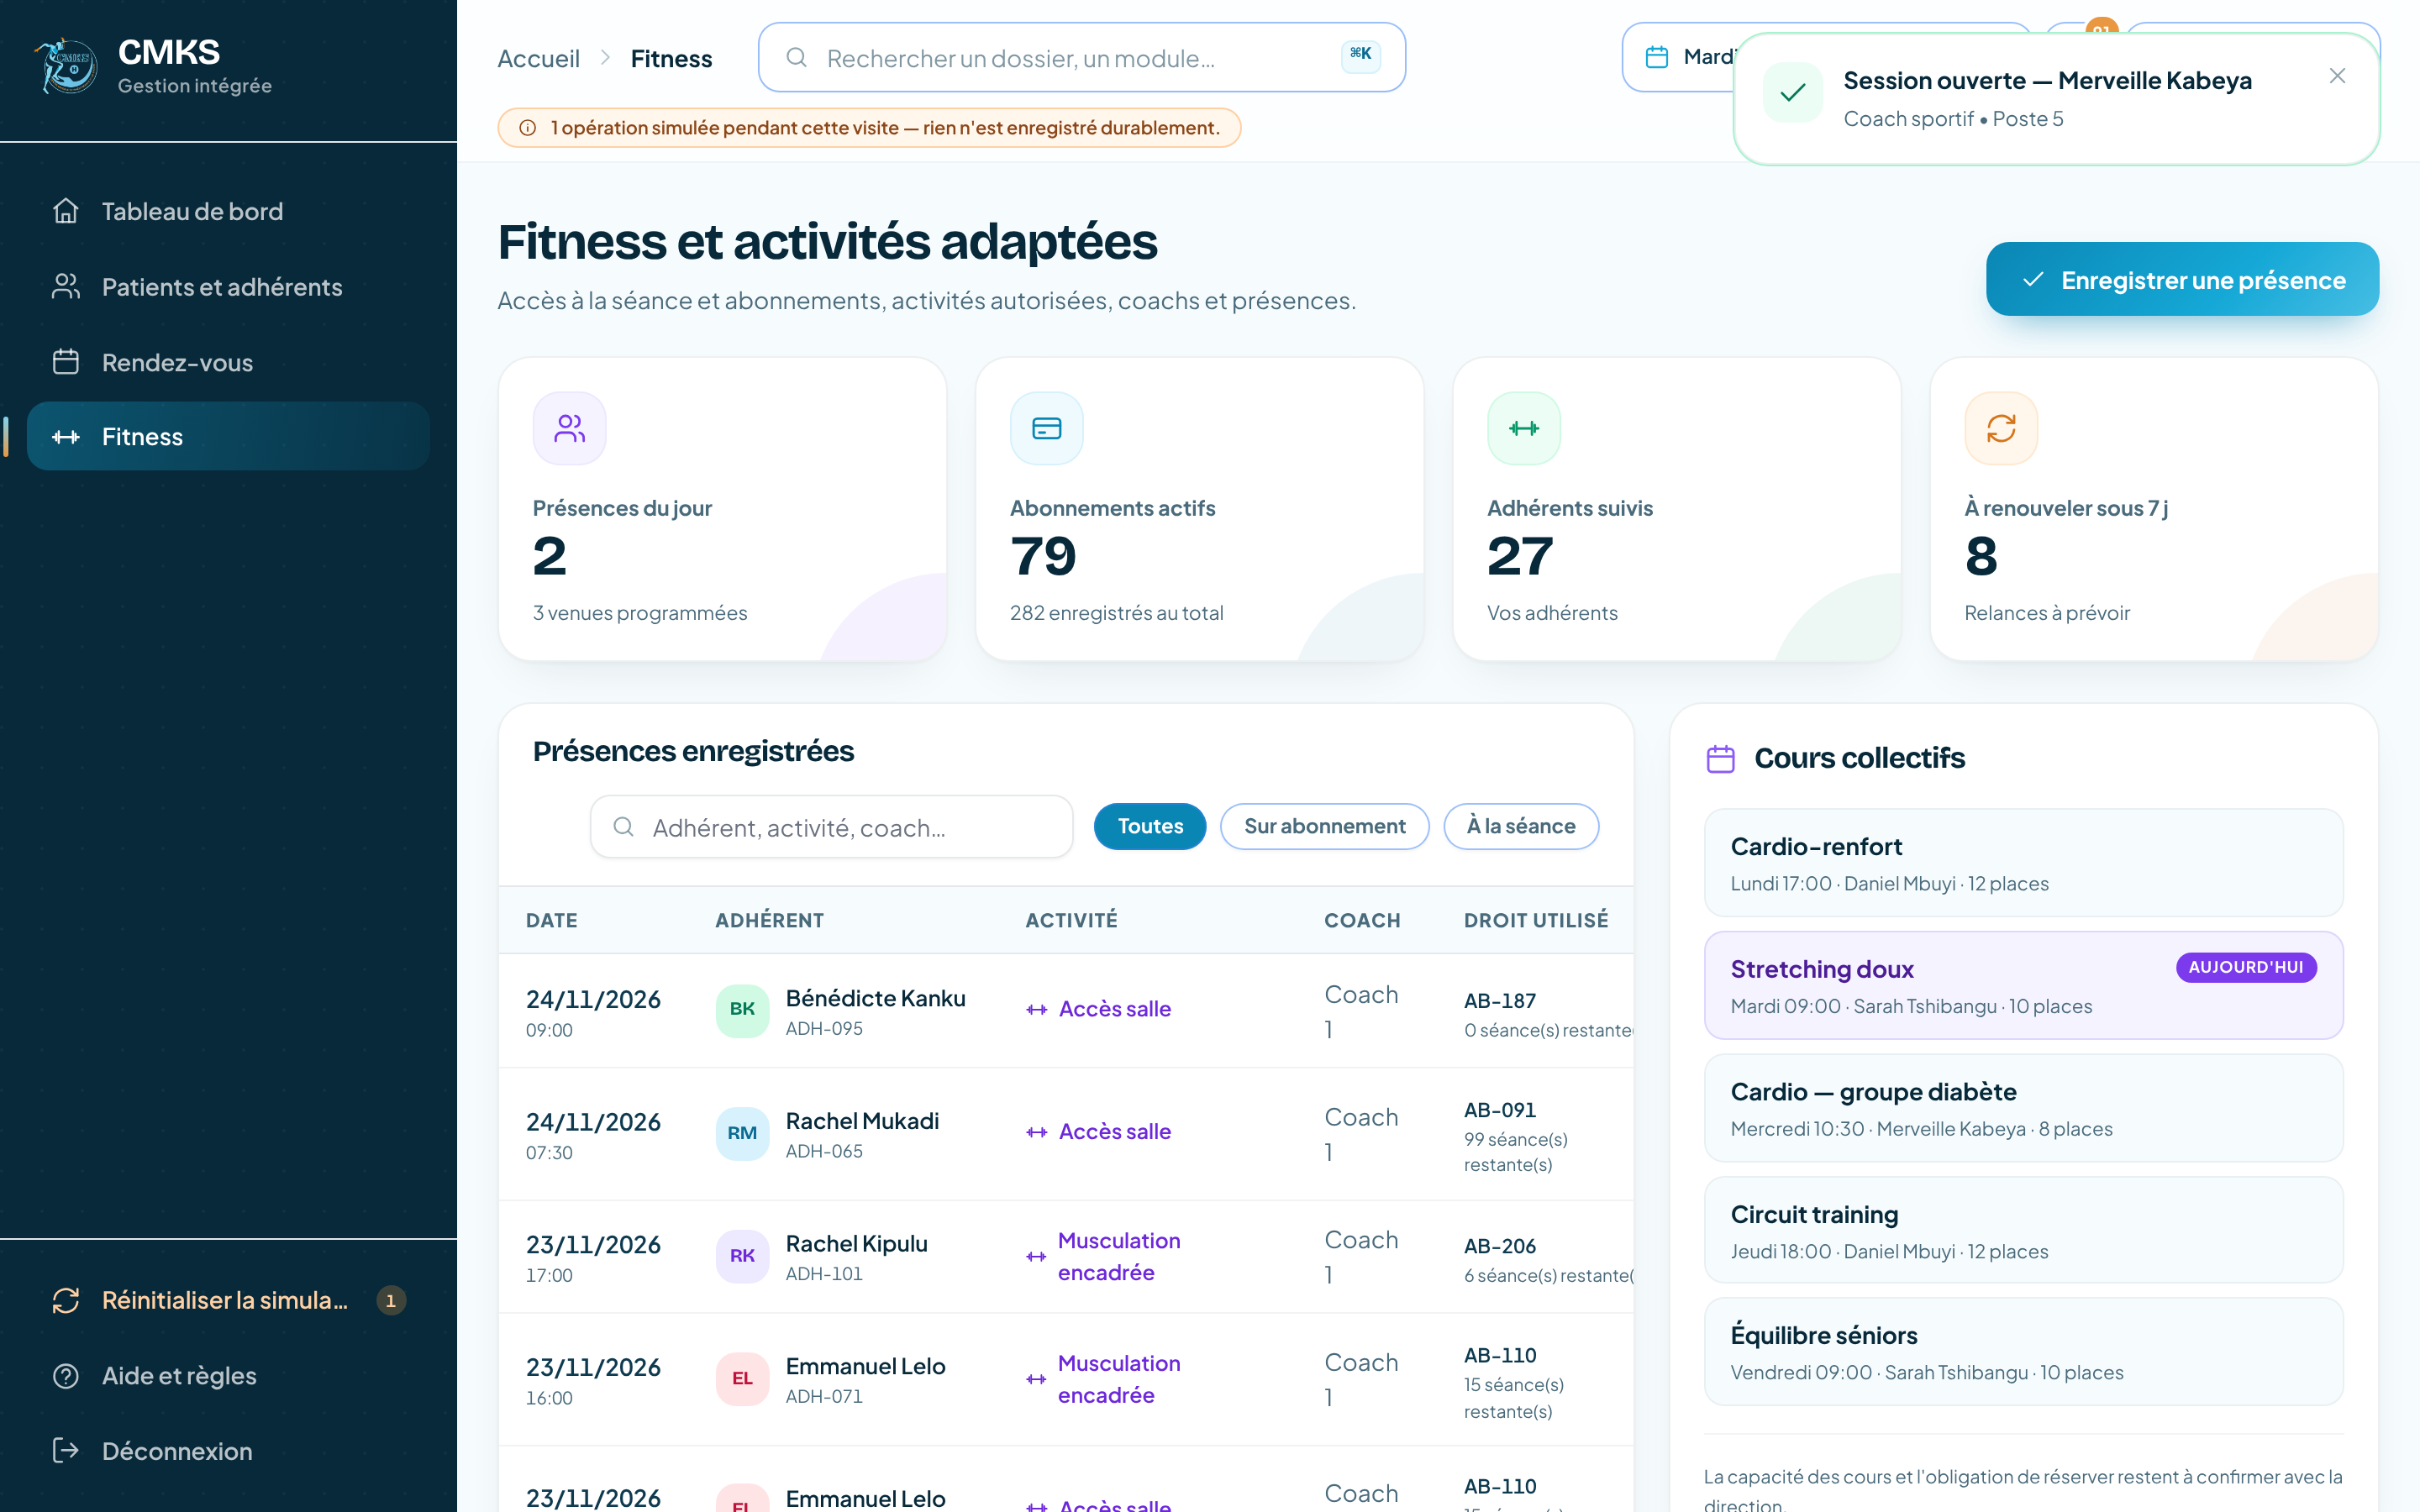 CMKS
Gestion intégrée
Tableau de bord
Patients et adhérents
Rendez-vous
Fitness
Réinitialiser la simula... 1
Aide et règles
Déconnexion
Accueil > Fitness
Rechercher un dossier, un module... ⌘K
Mardi
Session ouverte — Merveille Kabeya
Coach sportif • Poste 5
1 opération simulée pendant cette visite — rien n'est enregistré durablement.
Fitness et activités adaptées
Accès à la séance et abonnements, activités autorisées, coachs et présences.
Enregistrer une présence
Présences du jour
2
3 venues programmées
Abonnements actifs
79
282 enregistrés au total
Adhérents suivis
27
Vos adhérents
À renouveler sous 7 j
8
Relances à prévoir
Présences enregistrées
Adhérent, activité, coach...
Toutes
Sur abonnement
À la séance
DATE ADHÉRENT ACTIVITÉ COACH DROIT UTILISÉ
24/11/2026
09:00
BK
Bénédicte Kanku
ADH-095
Accès salle
Coach
1
AB-187
0 séance(s) restante(
24/11/2026
07:30
RM
Rachel Mukadi
ADH-065
Accès salle
Coach
1
AB-091
99 séance(s)
restante(s)
23/11/2026
17:00
RK
Rachel Kipulu
ADH-101
Musculation
encadrée
Coach
1
AB-206
6 séance(s) restante(
23/11/2026
16:00
EL
Emmanuel Lelo
ADH-071
Musculation
encadrée
Coach
1
AB-110
15 séance(s)
restante(s)
23/11/2026
EL
Emmanuel Lelo
Accès salle
Coach
AB-110
Cours collectifs
Cardio-renfort
Lundi 17:00 · Daniel Mbuyi · 12 places
Stretching doux
AUJOURD'HUI
Mardi 09:00 · Sarah Tshibangu · 10 places
Cardio — groupe diabète
Mercredi 10:30 · Merveille Kabeya · 8 places
Circuit training
Jeudi 18:00 · Daniel Mbuyi · 12 places
Équilibre séniors
Vendredi 09:00 · Sarah Tshibangu · 10 places
La capacité des cours et l'obligation de réserver restent à confirmer avec la
direction.